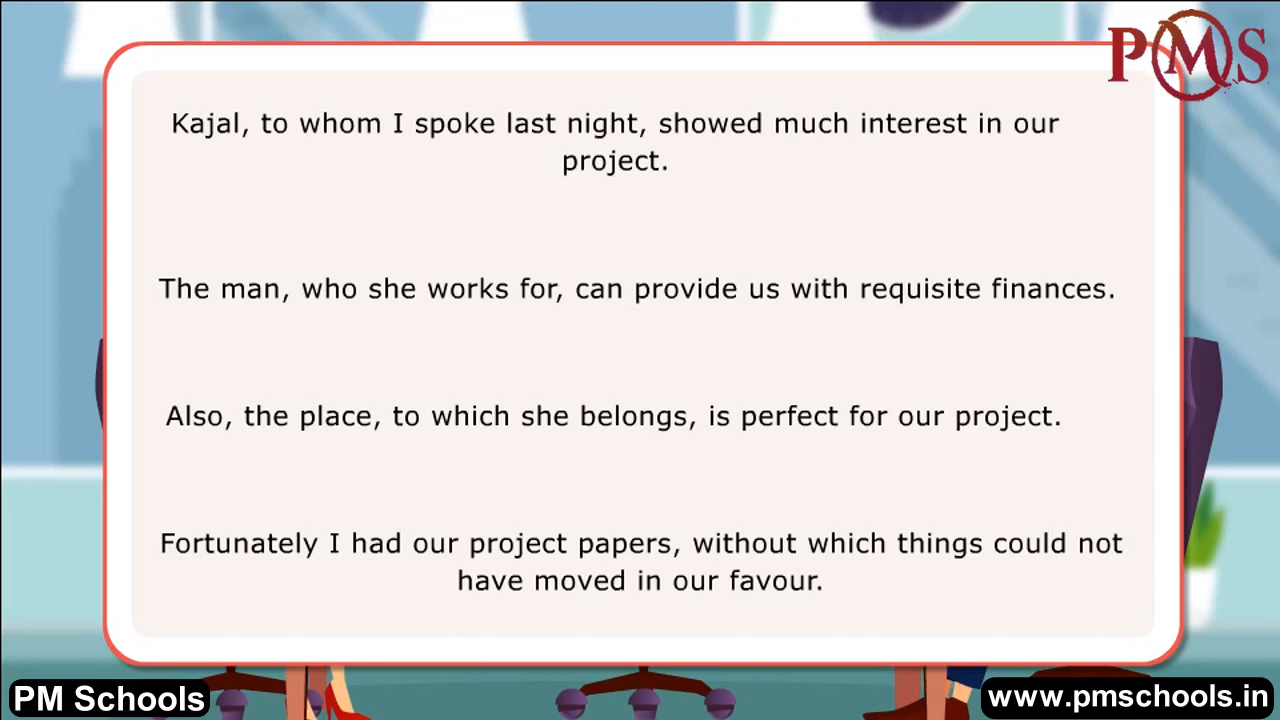 PMS
Kajal, to whom I spoke last night, showed much interest in our
project.
The man, who she works for, can provide us with requisite finances.
Also, the place, to which she belongs, is perfect for our project.
Fortunately I had our project papers, without which things could not
have moved in our favour.
PM Schools
www.pmschools.in